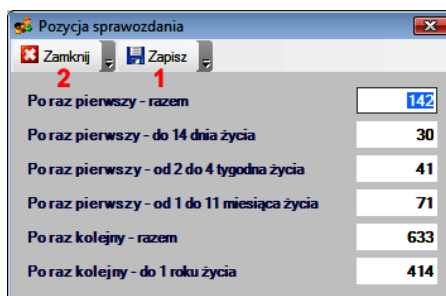 Pozycja sprawozdania
Zamknij Zapisz
2 1
Po raz pierwszy - razem 142
Po raz pierwszy - do 14 dnia życia 30
Po raz pierwszy - od 2 do 4 tygodna życia 41
Po raz pierwszy - od 1 do 11 miesiąca życia 71
Po raz kolejny - razem 633
Po raz kolejny - do 1 roku życia 414